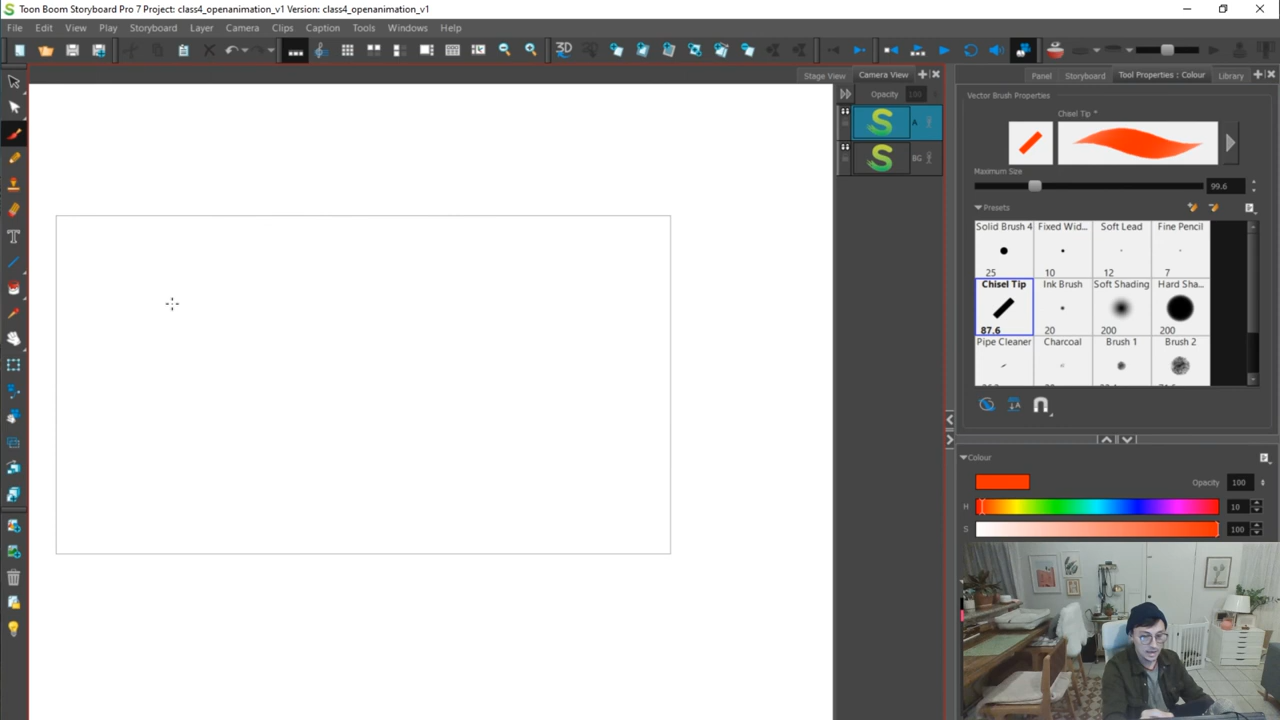 Toon Boom Storyboard Pro 7 Project: class4_openanimation_v1 Version: class4_openanimation_v1
File Edit View Play Storyboard Layer Camera Clips Caption Tools Windows Help
3D
Stage View Camera View
Panel Storyboard Tool Properties : Colour Library
Opacity 100
A
BG
Vector Brush Properties
Chisel Tip *
Maximum Size
99.6
Presets
Solid Brush 4 Fixed Wid... Soft Lead Fine Pencil
25 10 12 7
Chisel Tip Ink Brush Soft Shading Hard Sha...
87.6 20 200 200
Pipe Cleaner Charcoal Brush 1 Brush 2
Colour
Opacity 100
H 10
S 100